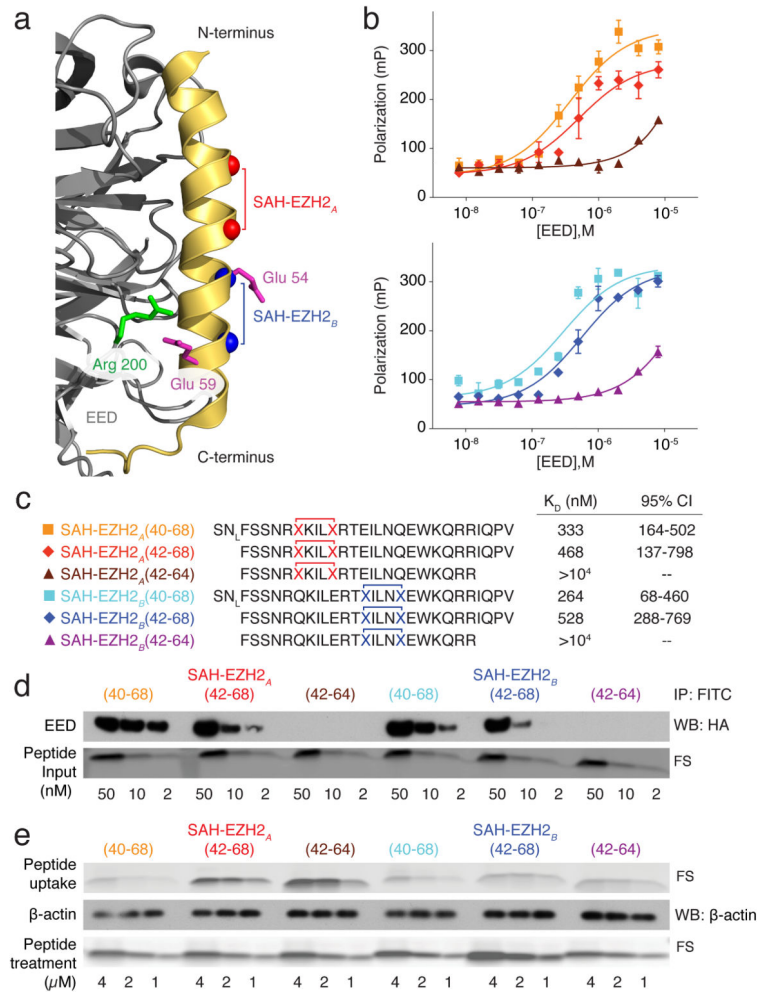 a
N-terminus
SAH-EZH2A
Glu 54
SAH-EZH2B
Arg 200
Glu 59
EED
C-terminus
b
Polarization (mP)
300
200
100
0
10-8
10-7
10-6
10-5
[EED],M
Polarization (mP)
300
200
100
0
10-8
10-7
10-6
10-5
[EED],M
c
KD (nM) 95% CI
SAH-EZH2A(40-68) SNLFSSNRXKILXRTEILNQEWKQRRIQPV 333 164-502
SAH-EZH2A(42-68) FSSNRXKILXRTEILNQEWKQRRIQPV 468 137-798
SAH-EZH2A(42-64) FSSNRXKILXRTEILNQEWKQRR >10⁴ --
SAH-EZH2B(40-68) SNLFSSNRQKILERTXILNXEWKQRRIQPV 264 68-460
SAH-EZH2B(42-68) FSSNRQKILERTXILNXEWKQRRIQPV 528 288-769
SAH-EZH2B(42-64) FSSNRQKILERTXILNXEWKQRR >10⁴ --
d
SAH-EZH2A SAH-EZH2B
(40-68) (42-68) (42-64) (40-68) (42-68) (42-64) IP: FITC
EED WB: HA
Peptide Input (nM) FS
50 10 2 50 10 2 50 10 2 50 10 2 50 10 2 50 10 2
e
SAH-EZH2A SAH-EZH2B
(40-68) (42-68) (42-64) (40-68) (42-68) (42-64)
Peptide uptake FS
β-actin WB: β-actin
Peptide treatment FS
(µM) 4 2 1 4 2 1 4 2 1 4 2 1 4 2 1 4 2 1